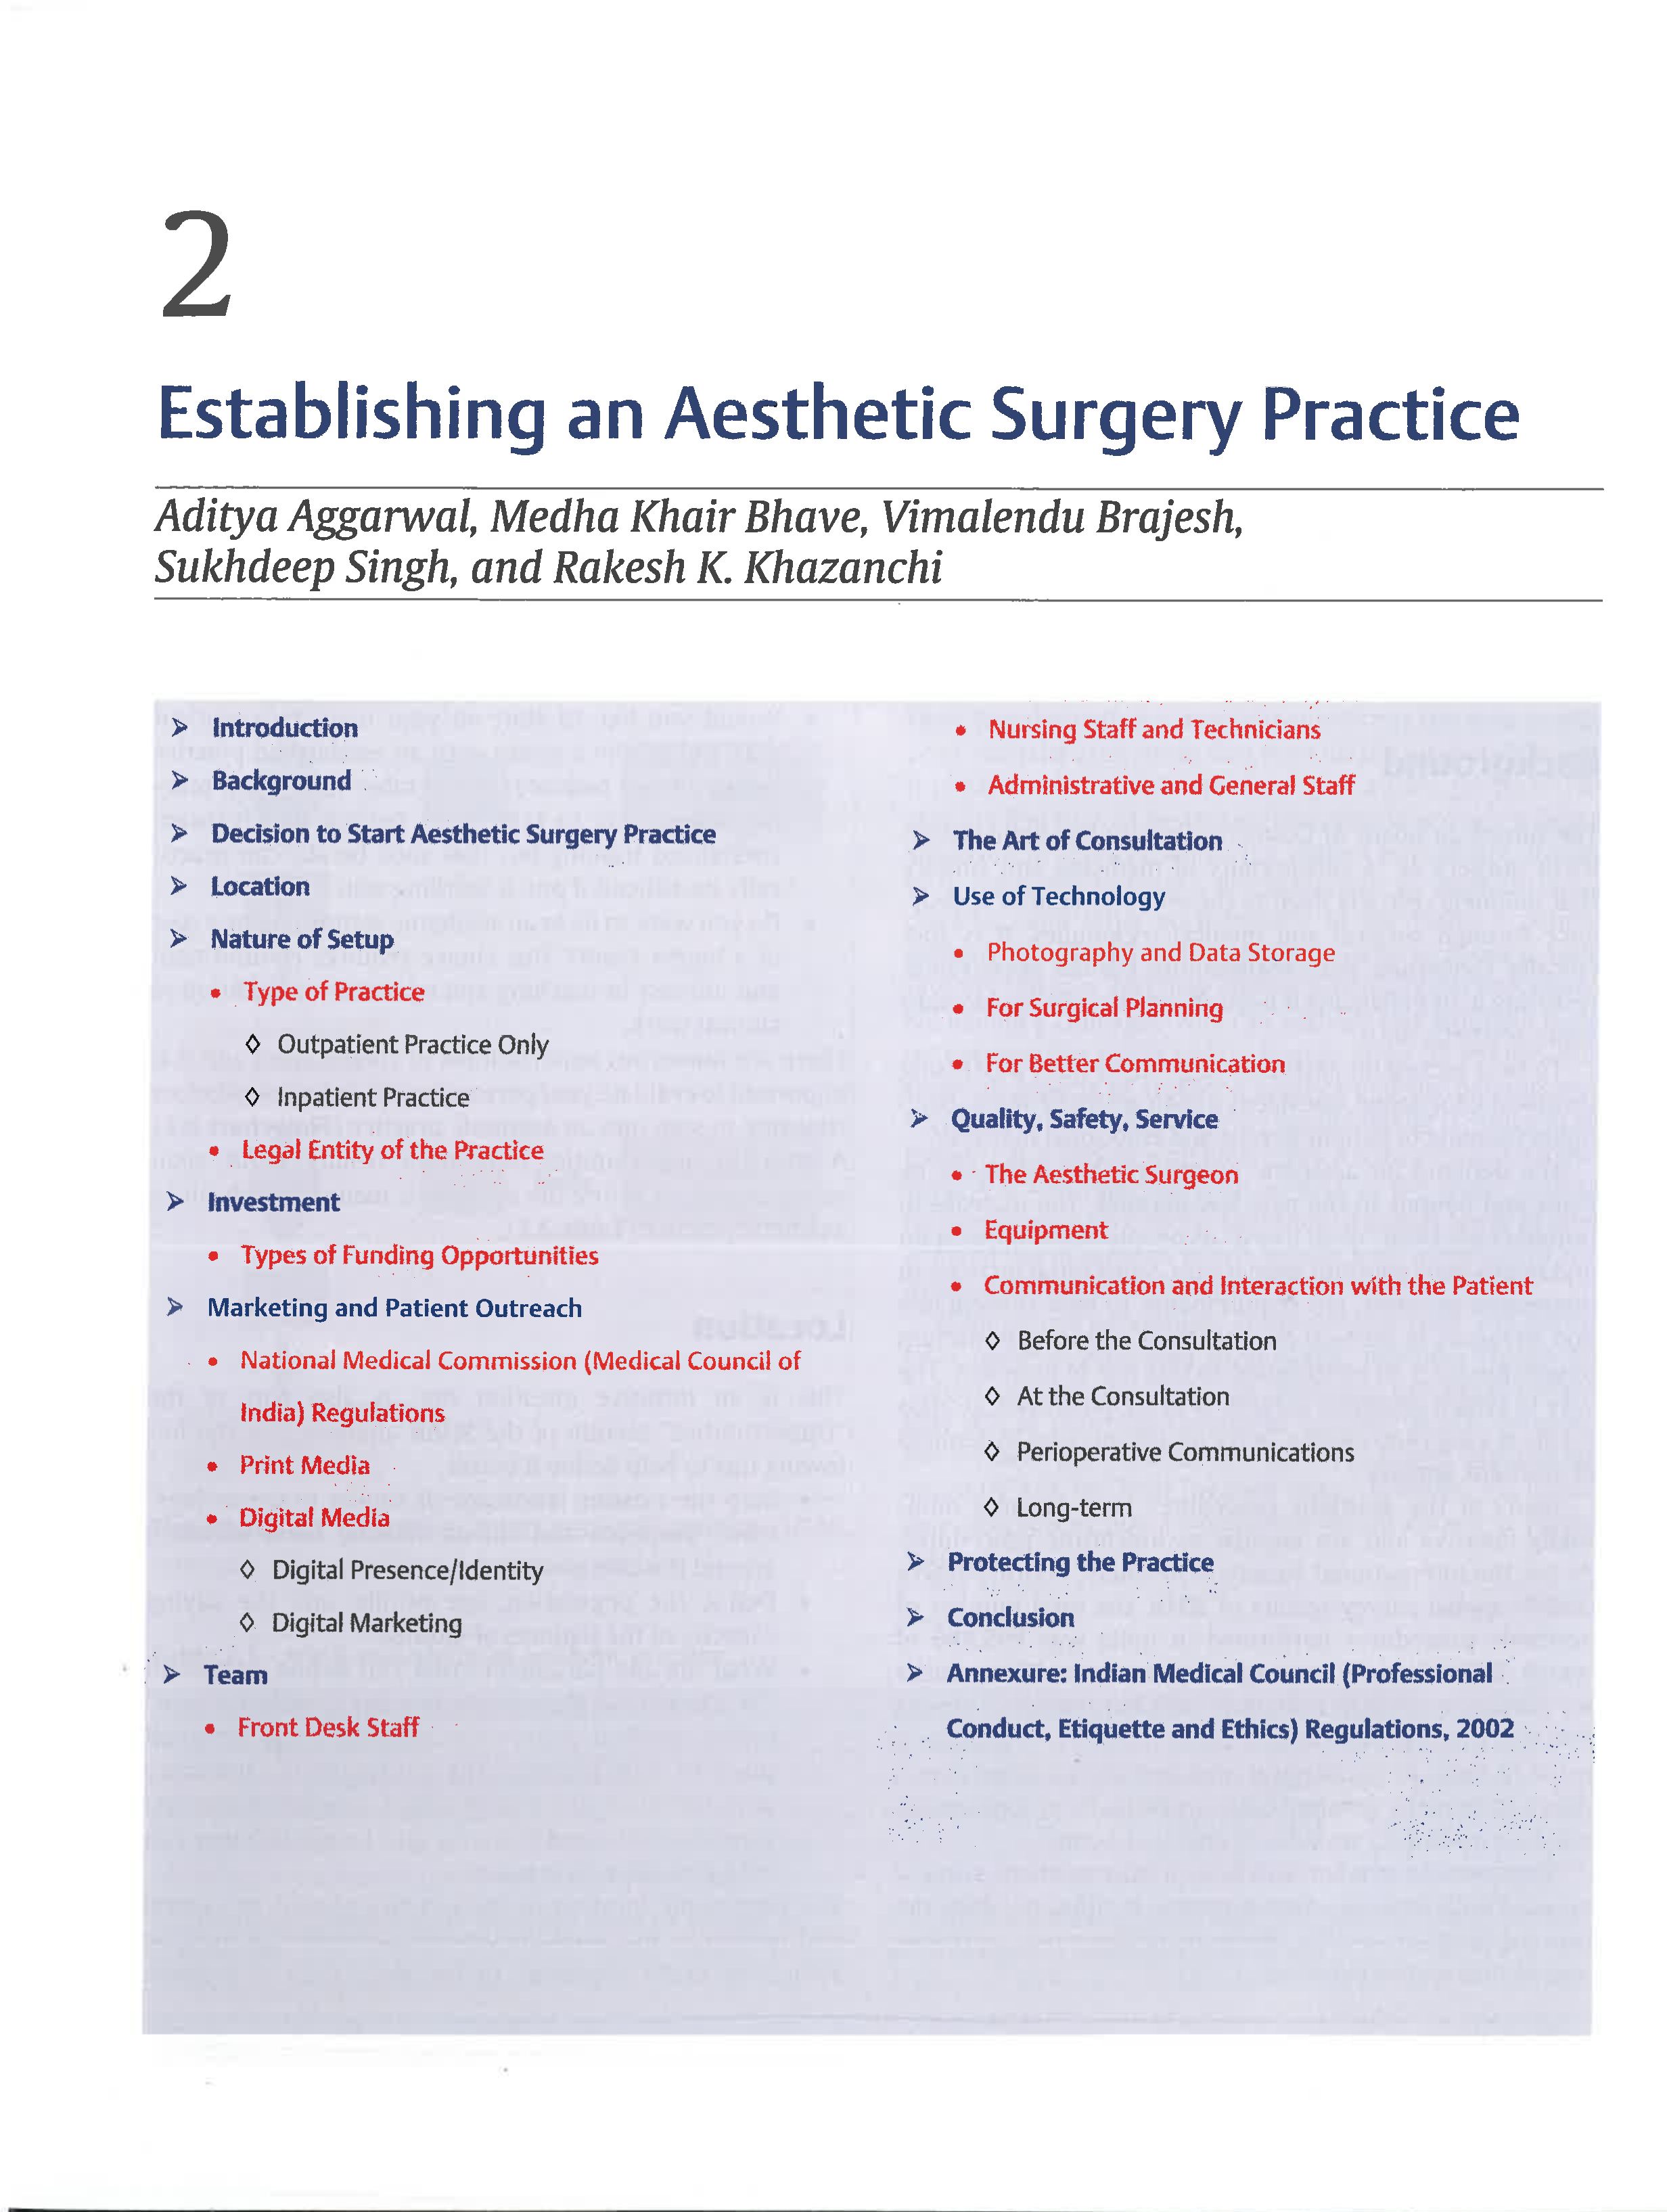 2
Establishing an Aesthetic Surgery Practice
Aditya Aggarwal, Medha Khair Bhave, Vimalendu Brajesh,
Sukhdeep Singh, and Rakesh K. Khazanchi
➤ Introduction
➤ Background
➤ Decision to Start Aesthetic Surgery Practice
➤ Location
➤ Nature of Setup
• Type of Practice
◊ Outpatient Practice Only
◊ Inpatient Practice
• Legal Entity of the Practice
➤ Investment
• Types of Funding Opportunities
➤ Marketing and Patient Outreach
• National Medical Commission (Medical Council of
India) Regulations
• Print Media
• Digital Media
◊ Digital Presence/Identity
◊ Digital Marketing
➤ Team
• Front Desk Staff
• Nursing Staff and Technicians
• Administrative and General Staff
➤ The Art of Consultation
➤ Use of Technology
• Photography and Data Storage
• For Surgical Planning
• For Better Communication
➤ Quality, Safety, Service
• The Aesthetic Surgeon
• Equipment
• Communication and Interaction with the Patient
◊ Before the Consultation
◊ At the Consultation
◊ Perioperative Communications
◊ Long-term
➤ Protecting the Practice
➤ Conclusion
➤ Annexure: Indian Medical Council (Professional
Conduct, Etiquette and Ethics) Regulations, 2002